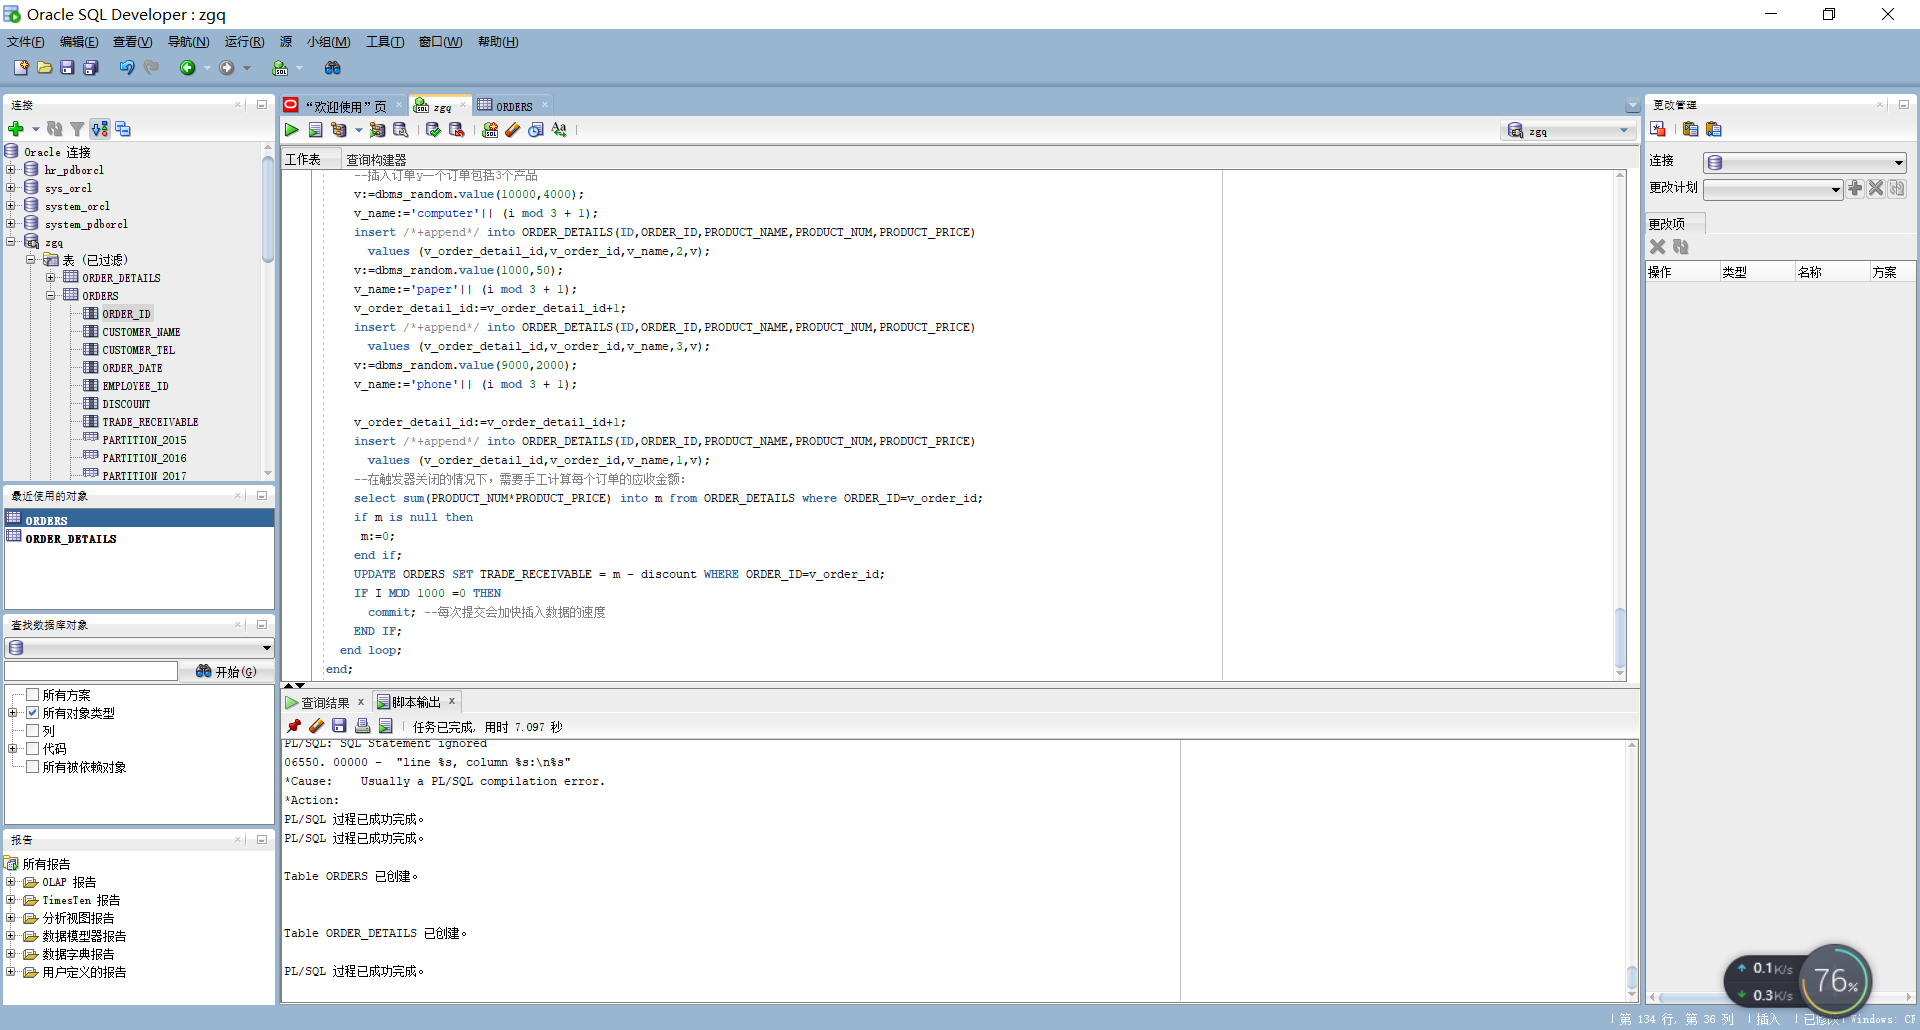 Oracle SQL Developer : zgq
文件(F) 编辑(E) 查看(V) 导航(N) 运行(R) 源 小组(M) 工具(T) 窗口(W) 帮助(H)
连接
Oracle 连接
hr_pdborcl
sys_orcl
system_orcl
system_pdborcl
zgq
表 (已过滤)
ORDER_DETAILS
ORDERS
ORDER_ID
CUSTOMER_NAME
CUSTOMER_TEL
ORDER_DATE
EMPLOYEE_ID
DISCOUNT
TRADE_RECEIVABLE
PARTITION_2015
PARTITION_2016
PARTITION_2017
最近使用的对象
ORDERS
ORDER_DETAILS
查找数据库对象
开始(G)
所有方案
所有对象类型
列
代码
所有被依赖对象
报告
所有报告
OLAP 报告
TimesTen 报告
分析视图报告
数据模型器报告
数据字典报告
用户定义的报告
“欢迎使用”页 zgq ORDERS
Aa
zgq
工作表 查询构建器
--插入订单y一个订单包括3个产品
v:=dbms_random.value(10000,4000);
v_name:='computer'|| (i mod 3 + 1);
insert /*+append*/ into ORDER_DETAILS(ID,ORDER_ID,PRODUCT_NAME,PRODUCT_NUM,PRODUCT_PRICE)
values (v_order_detail_id,v_order_id,v_name,2,v);
v:=dbms_random.value(1000,50);
v_name:='paper'|| (i mod 3 + 1);
v_order_detail_id:=v_order_detail_id+1;
insert /*+append*/ into ORDER_DETAILS(ID,ORDER_ID,PRODUCT_NAME,PRODUCT_NUM,PRODUCT_PRICE)
values (v_order_detail_id,v_order_id,v_name,3,v);
v:=dbms_random.value(9000,2000);
v_name:='phone'|| (i mod 3 + 1);
v_order_detail_id:=v_order_detail_id+1;
insert /*+append*/ into ORDER_DETAILS(ID,ORDER_ID,PRODUCT_NAME,PRODUCT_NUM,PRODUCT_PRICE)
values (v_order_detail_id,v_order_id,v_name,1,v);
--在触发器关闭的情况下，需要手工计算每个订单的应收金额：
select sum(PRODUCT_NUM*PRODUCT_PRICE) into m from ORDER_DETAILS where ORDER_ID=v_order_id;
if m is null then
m:=0;
end if;
UPDATE ORDERS SET TRADE_RECEIVABLE = m - discount WHERE ORDER_ID=v_order_id;
IF I MOD 1000 =0 THEN
commit; --每次提交会加快插入数据的速度
END IF;
end loop;
end;
查询结果 脚本输出
任务已完成, 用时 7.097 秒
PL/SQL: SQL Statement ignored
06550. 00000 - "line %s, column %s:\n%s"
*Cause: Usually a PL/SQL compilation error.
*Action:
PL/SQL 过程已成功完成。
PL/SQL 过程已成功完成。
Table ORDERS 已创建。
Table ORDER_DETAILS 已创建。
PL/SQL 过程已成功完成。
更改管理
连接
更改计划
更改项
操作 类型 名称 方案
0.1K/s
0.3K/s
76%
第 134 行, 第 36 列 插入 已修改 Windows: CF